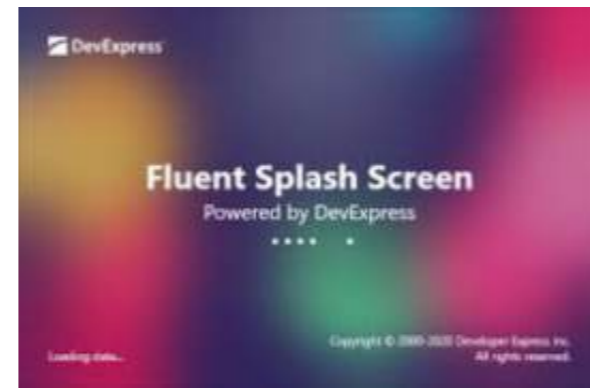 DevExpress
Fluent Splash Screen
Powered by DevExpress
Loading data...
Copyright © 2000-2020 Developer Express Inc.
All rights reserved.